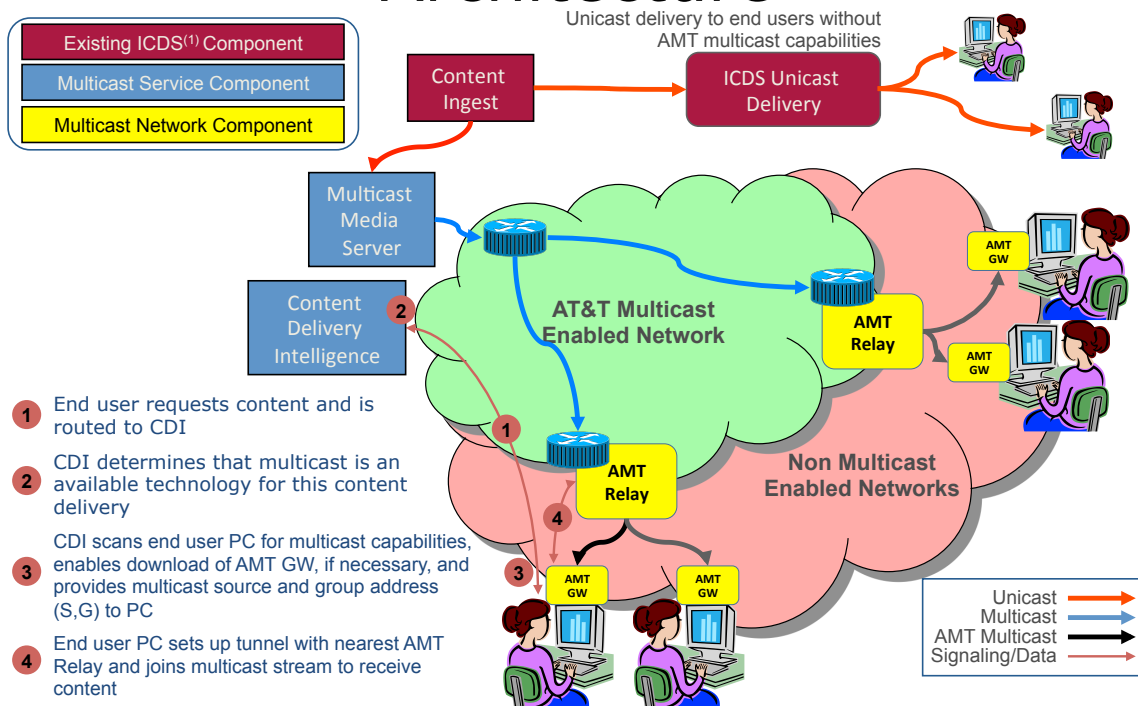 Existing ICDS(1) Component
Multicast Service Component
Multicast Network Component
Unicast delivery to end users without
AMT multicast capabilities
Content
Ingest
ICDS Unicast
Delivery
Multicast
Media
Server
Content
Delivery
Intelligence
2
AT&T Multicast
Enabled Network
AMT
Relay
AMT
GW
AMT
GW
1
End user requests content and is
routed to CDI
2
CDI determines that multicast is an
available technology for this content
delivery
3
CDI scans end user PC for multicast capabilities,
enables download of AMT GW, if necessary, and
provides multicast source and group address
(S,G) to PC
4
End user PC sets up tunnel with nearest AMT
Relay and joins multicast stream to receive
content
1
AMT
Relay
4
3
AMT
GW
AMT
GW
Non Multicast
Enabled Networks
Unicast
Multicast
AMT Multicast
Signaling/Data